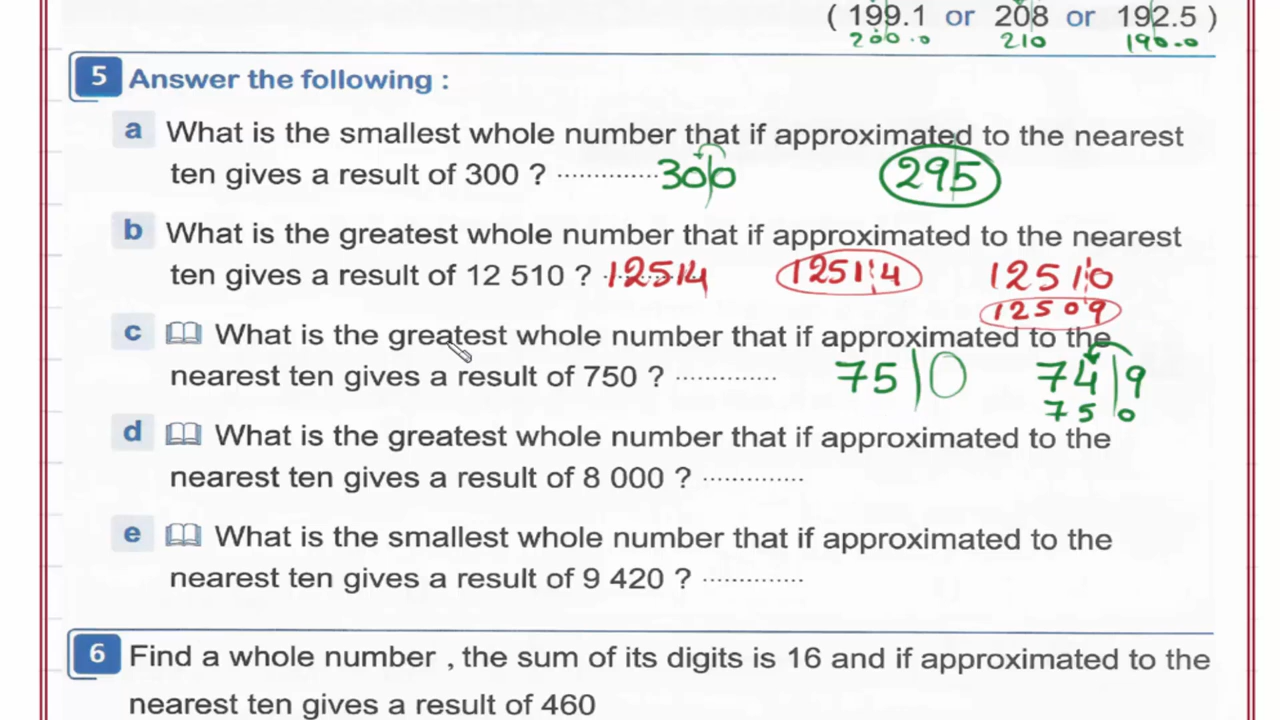 ( 199.1 or 208 or 192.5 )
200.0 210 190.0
5 Answer the following :
a What is the smallest whole number that if approximated to the nearest
ten gives a result of 300 ? ............. 300 295
b What is the greatest whole number that if approximated to the nearest
ten gives a result of 12 510 ? 12514 12514 12510
12509
c What is the greatest whole number that if approximated to the
nearest ten gives a result of 750 ? ............. 75|0 74|9
750
d What is the greatest whole number that if approximated to the
nearest ten gives a result of 8 000 ? .............
e What is the smallest whole number that if approximated to the
nearest ten gives a result of 9 420 ? .............
6 Find a whole number , the sum of its digits is 16 and if approximated to the
nearest ten gives a result of 460